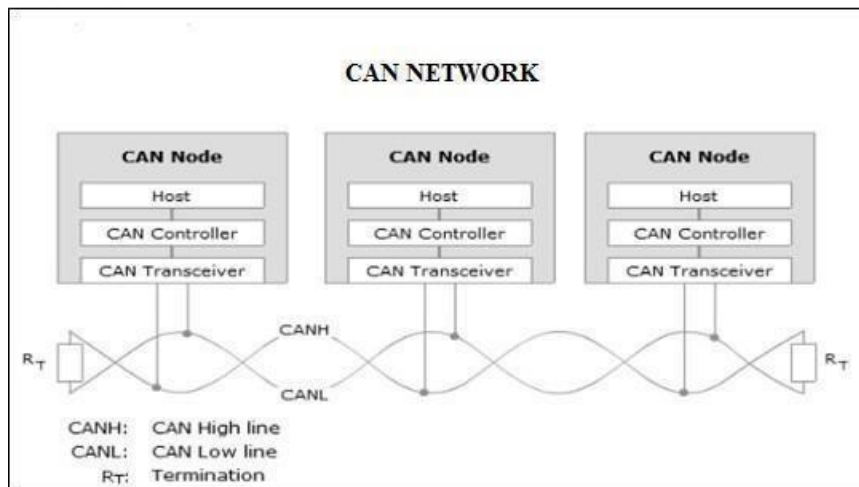 CAN NETWORK
CAN Node
Host
CAN Controller
CAN Transceiver
CAN Node
Host
CAN Controller
CAN Transceiver
CAN Node
Host
CAN Controller
CAN Transceiver
CANH
RT
RT
CANL
CANH: CAN High line
CANL: CAN Low line
RT: Termination